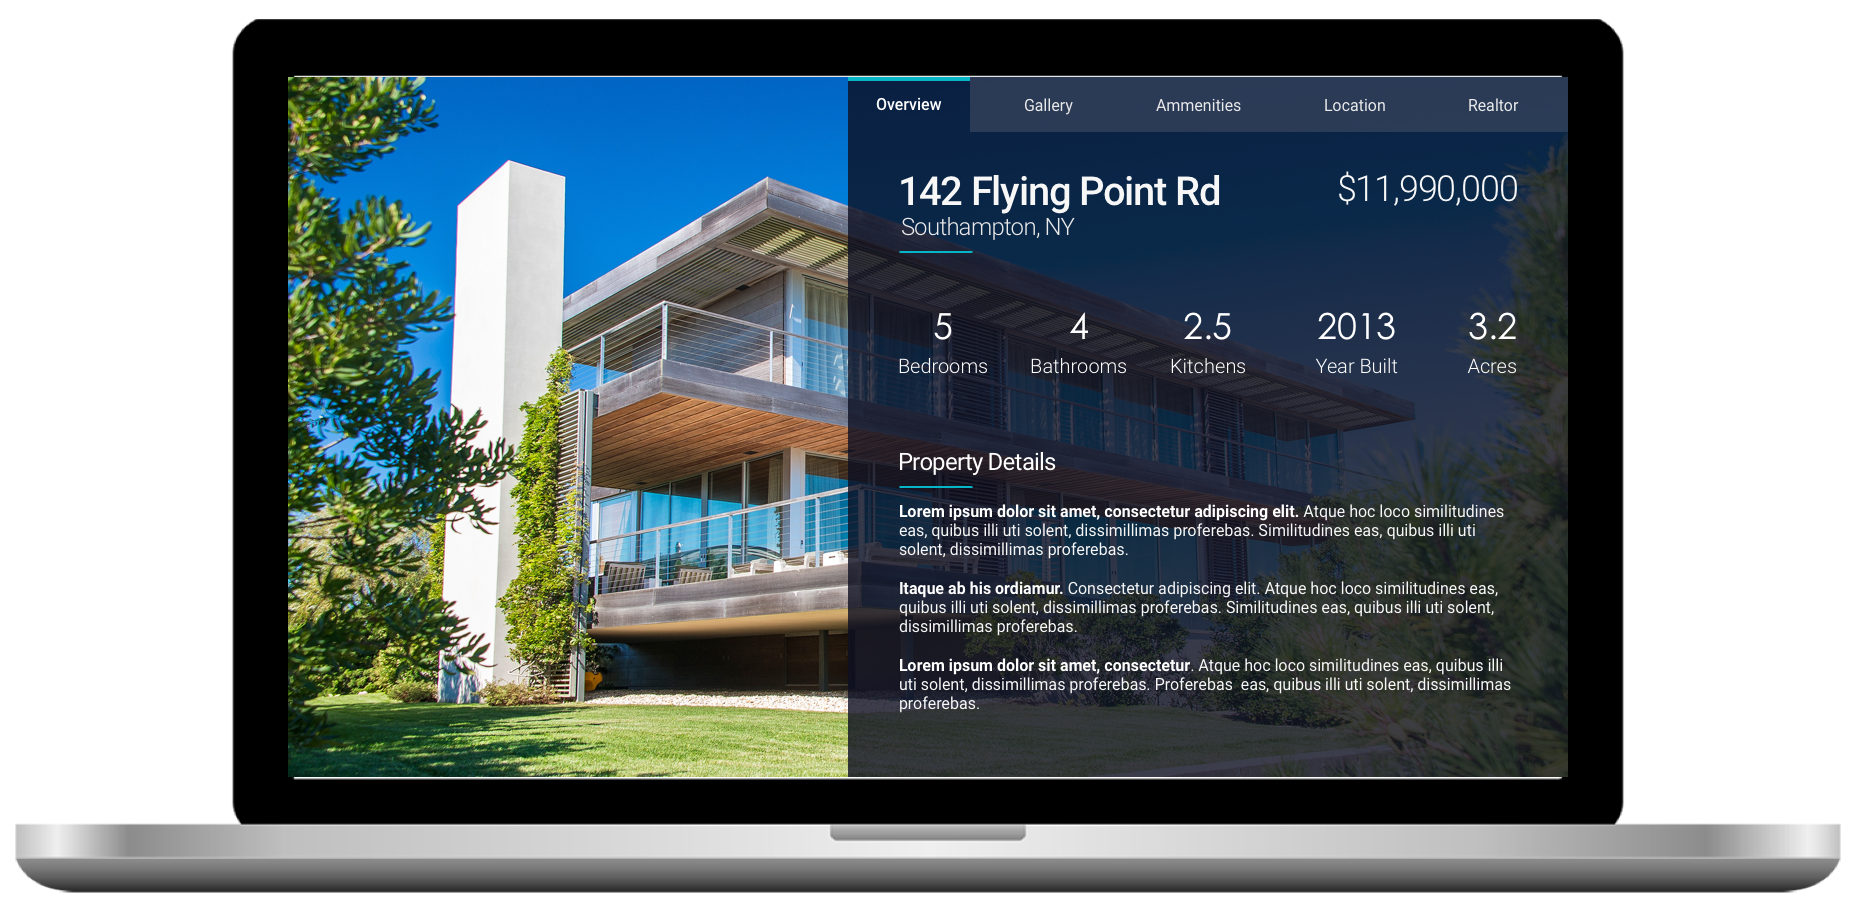 Overview Gallery Ammenities Location Realtor
142 Flying Point Rd $11,990,000
Southampton, NY
5 4 2.5 2013 3.2
Bedrooms Bathrooms Kitchens Year Built Acres
Property Details
Lorem ipsum dolor sit amet, consectetur adipiscing elit. Atque hoc loco similitudines
eas, quibus illi uti solent, dissimillimas proferebas. Similitudines eas, quibus illi uti
solent, dissimillimas proferebas.
Itaque ab his ordiamur. Consectetur adipiscing elit. Atque hoc loco similitudines eas,
quibus illi uti solent, dissimillimas proferebas. Similitudines eas, quibus illi uti solent,
dissimillimas proferebas.
Lorem ipsum dolor sit amet, consectetur. Atque hoc loco similitudines eas, quibus illi
uti solent, dissimillimas proferebas. Proferebas eas, quibus illi uti solent, dissimillimas
proferebas.